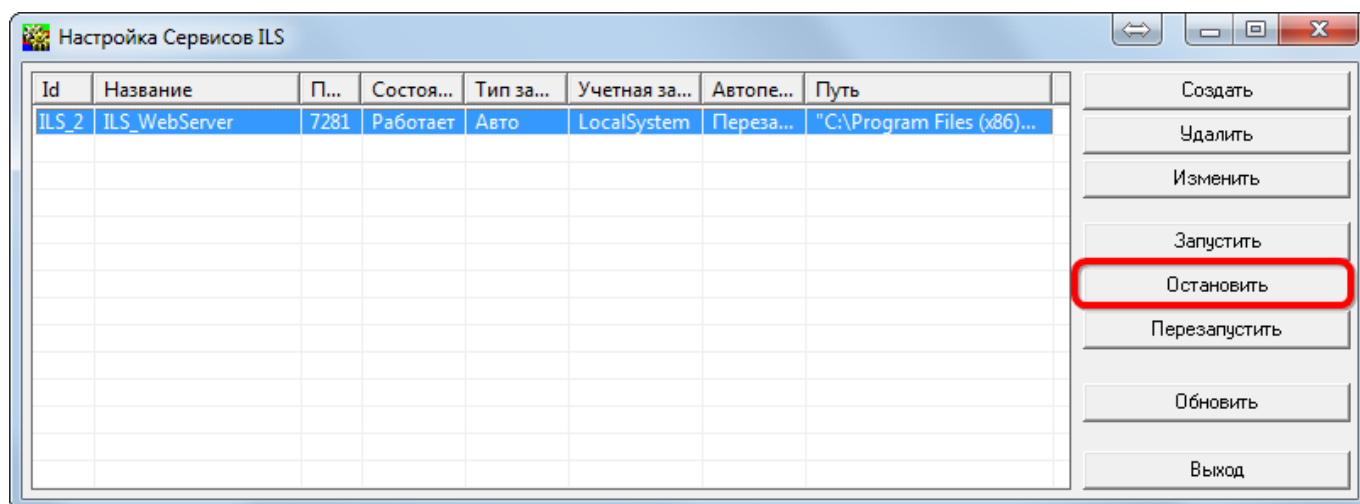 Настройка Сервисов ILS
Id Название П... Состоя... Тип за... Учетная за... Автопе... Путь
ILS_2 ILS_WebServer 7281 Работает Авто LocalSystem Переза... "C:\Program Files (x86)...
Создать
Удалить
Изменить
Запустить
Остановить
Перезапустить
Обновить
Выход